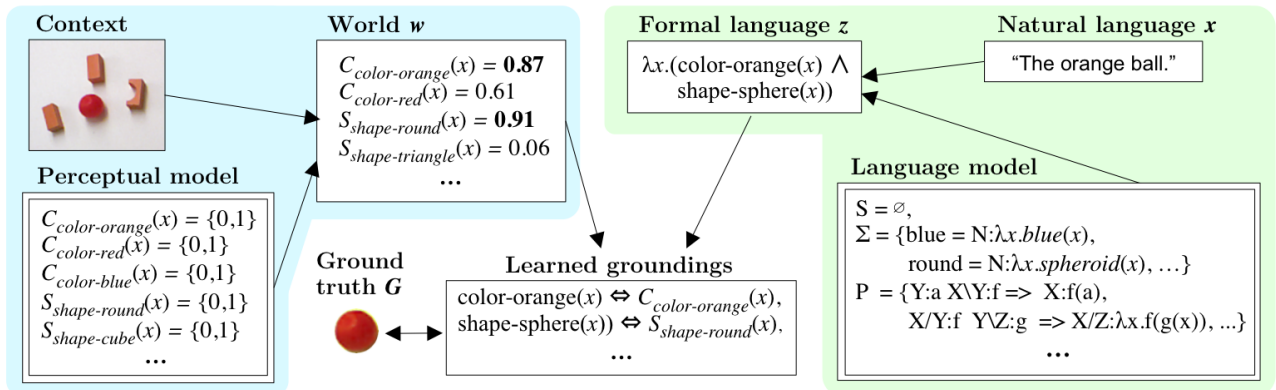 Context
World w
C_color-orange(x) = 0.87
C_color-red(x) = 0.61
S_shape-round(x) = 0.91
S_shape-triangle(x) = 0.06
...
Perceptual model
C_color-orange(x) = {0,1}
C_color-red(x) = {0,1}
C_color-blue(x) = {0,1}
S_shape-round(x) = {0,1}
S_shape-cube(x) = {0,1}
...
Formal language z
λx.(color-orange(x) ∧
shape-sphere(x))
Natural language x
“The orange ball.”
Language model
S = ∅,
Σ = {blue = N:λx.blue(x),
round = N:λx.spheroid(x), …}
P = {Y:a X\Y:f => X:f(a),
X/Y:f Y\Z:g => X/Z:λx.f(g(x)), ...}
...
Ground
truth G
Learned groundings
color-orange(x) ⇔ C_color-orange(x),
shape-sphere(x)) ⇔ S_shape-round(x),
...